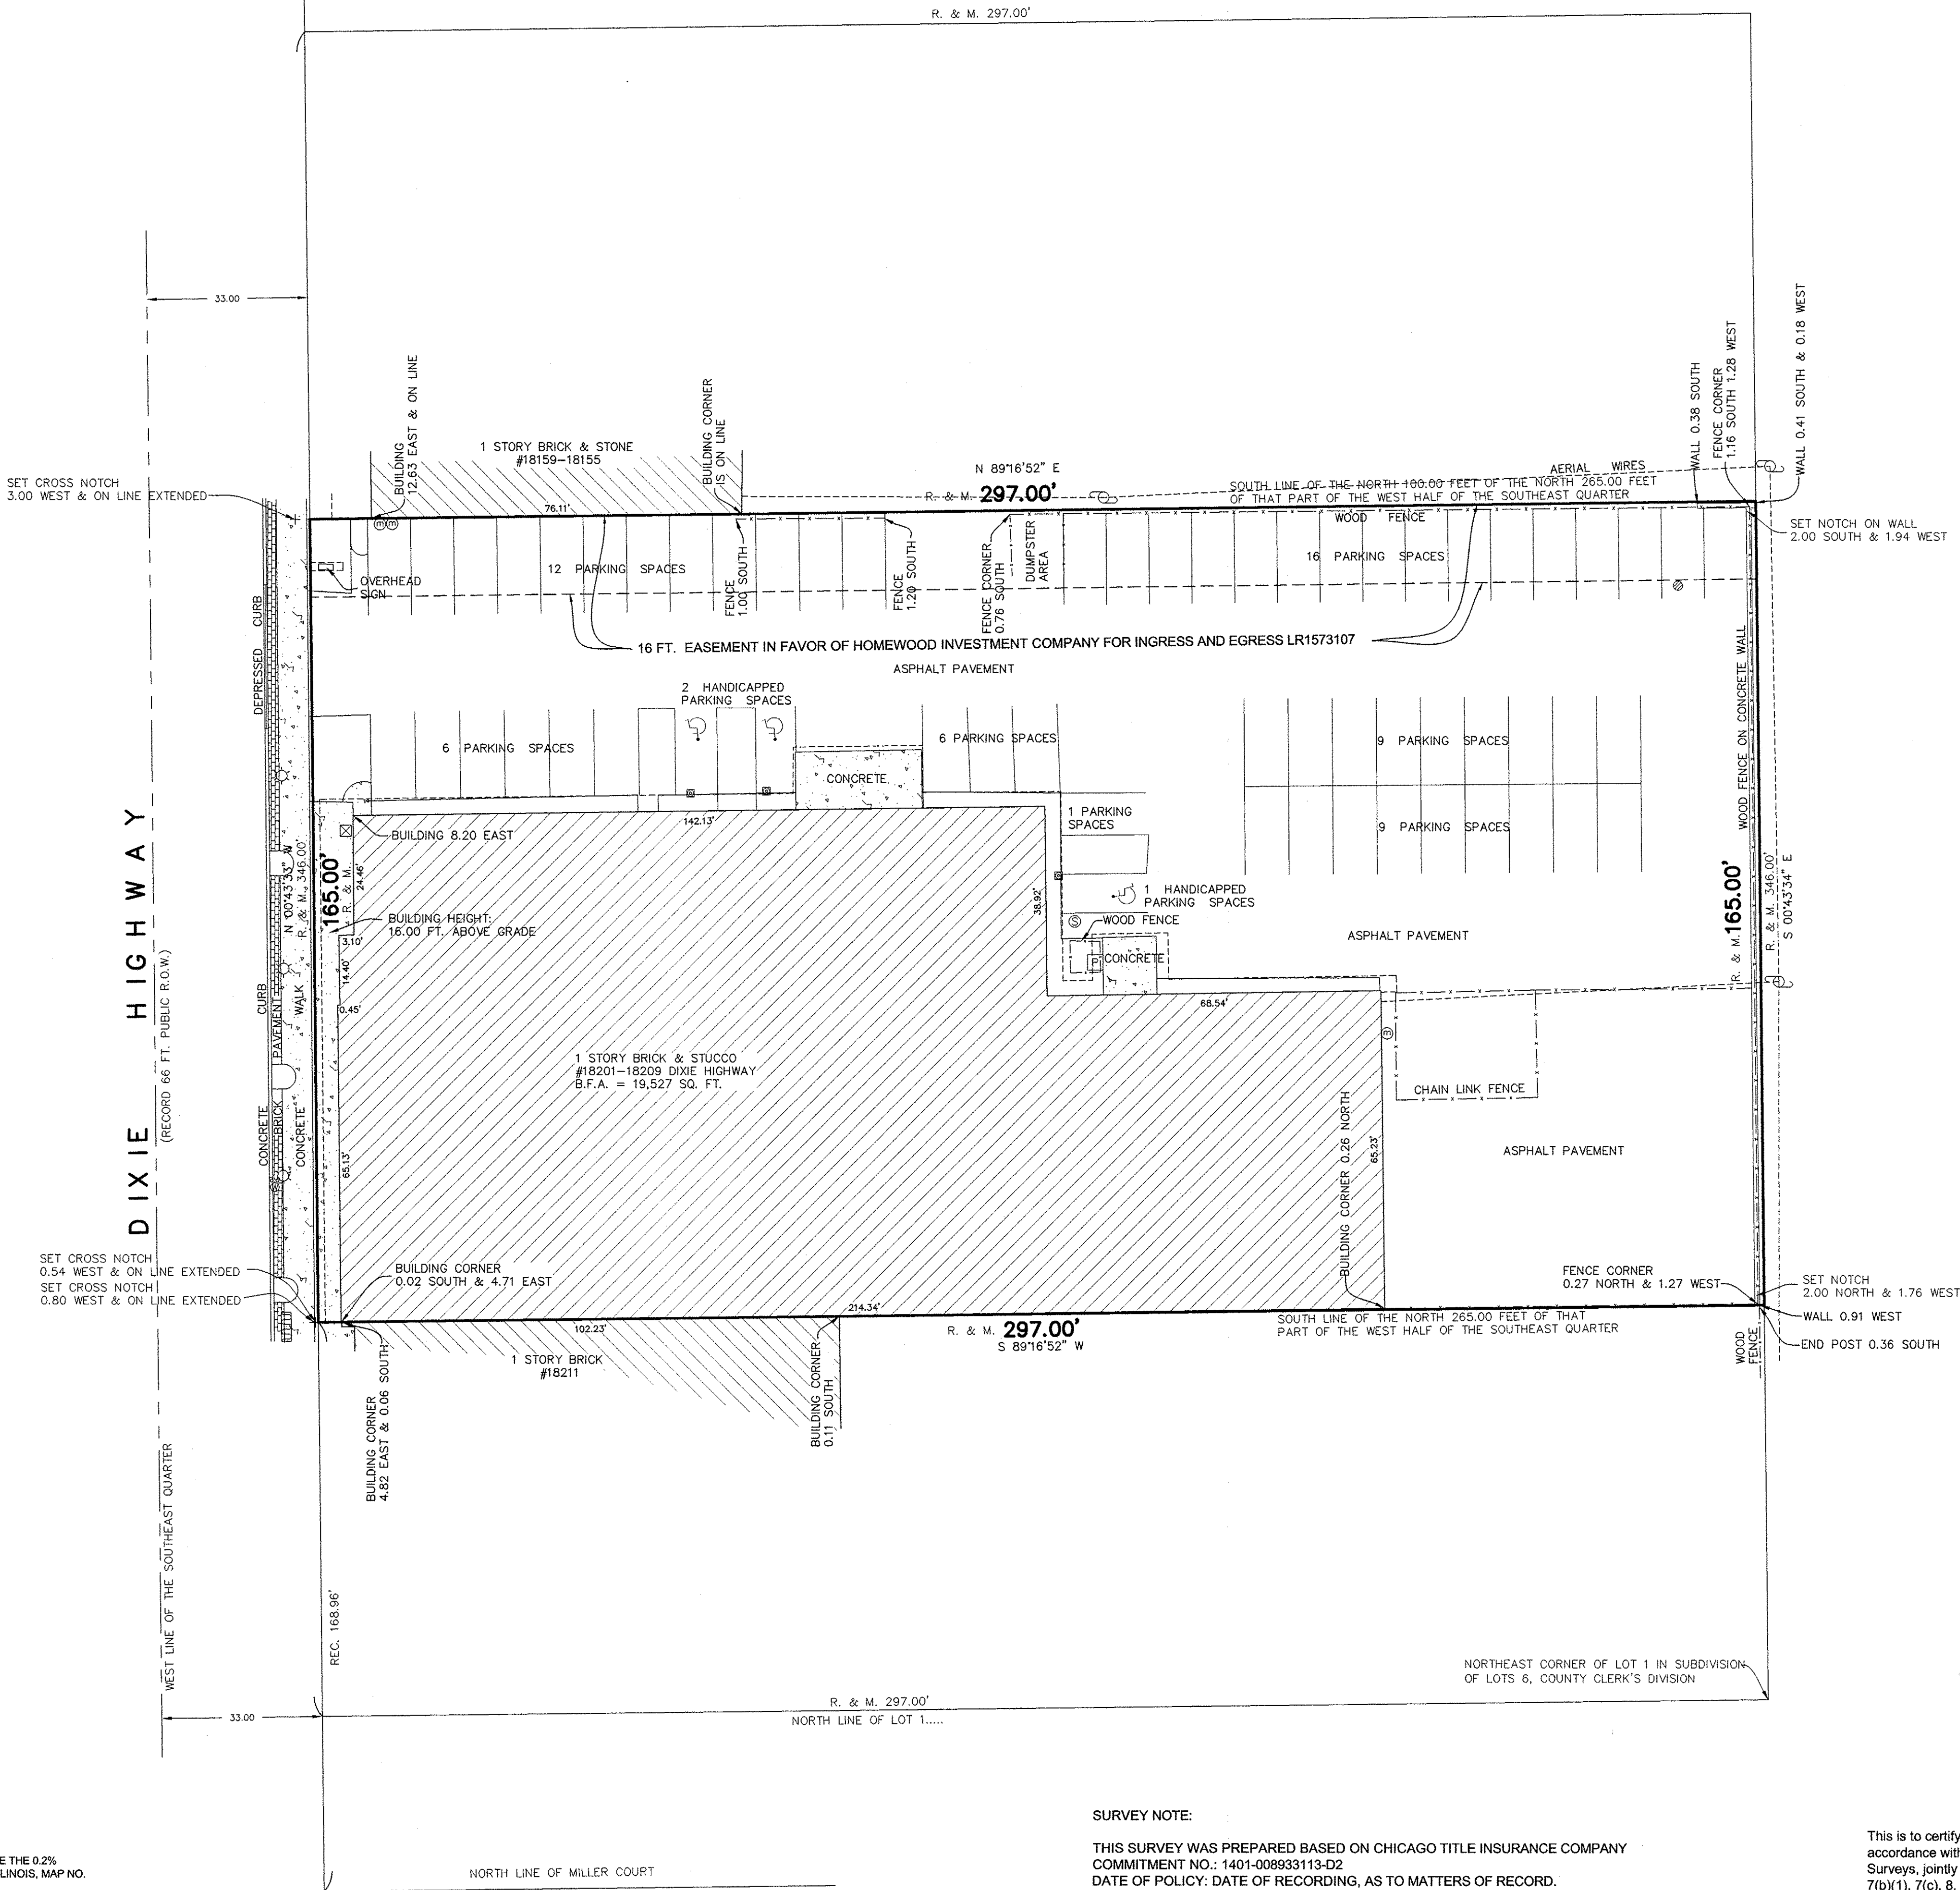 R. & M. 297.00'
33.00
SET CROSS NOTCH
3.00 WEST & ON LINE EXTENDED
BUILDING
12.63 EAST & ON LINE
1 STORY BRICK & STONE
#18159-18155
BUILDING CORNER
IS ON LINE
76.11'
N 89°16'52" E
R. & M. 297.00'
AERIAL WIRES
SOUTH LINE OF THE NORTH 100.00 FEET OF THE NORTH 265.00 FEET
OF THAT PART OF THE WEST HALF OF THE SOUTHEAST QUARTER
WALL 0.38 SOUTH
FENCE CORNER
1.16 SOUTH 1.28 WEST
WALL 0.41 SOUTH & 0.18 WEST
SET NOTCH ON WALL
2.00 SOUTH & 1.94 WEST
WOOD FENCE
OVERHEAD
SIGN
12 PARKING SPACES
FENCE
1.00 SOUTH
FENCE
1.20 SOUTH
FENCE CORNER
0.76 SOUTH
DUMPSTER
AREA
16 PARKING SPACES
16 FT. EASEMENT IN FAVOR OF HOMEWOOD INVESTMENT COMPANY FOR INGRESS AND EGRESS LR1573107
ASPHALT PAVEMENT
DEPRESSED CURB
2 HANDICAPPED
PARKING SPACES
6 PARKING SPACES
CONCRETE
6 PARKING SPACES
9 PARKING SPACES
9 PARKING SPACES
1 PARKING
SPACES
WOOD FENCE ON CONCRETE WALL
BUILDING 8.20 EAST
142.13'
N 00°43'33" W
R. & M. 346.00'
165.00'
R. & M.
24.46'
BUILDING HEIGHT:
16.00 FT. ABOVE GRADE
3.10'
14.40'
0.45'
38.92'
1 HANDICAPPED
PARKING SPACES
S
WOOD FENCE
P
CONCRETE
ASPHALT PAVEMENT
R. & M. 165.00'
R. & M. 346.00'
S 00°43'34" E
68.54'
DIXIE HIGHWAY
(RECORD 66 FT. PUBLIC R.O.W.)
CONCRETE CURB
BRICK PAVEMENT
CONCRETE WALK
1 STORY BRICK & STUCCO
#18201-18209 DIXIE HIGHWAY
B.F.A. = 19,527 SQ. FT.
CHAIN LINK FENCE
65.13'
BUILDING CORNER 0.26 NORTH
65.23'
ASPHALT PAVEMENT
SET CROSS NOTCH
0.54 WEST & ON LINE EXTENDED
SET CROSS NOTCH
0.80 WEST & ON LINE EXTENDED
BUILDING CORNER
0.02 SOUTH & 4.71 EAST
FENCE CORNER
0.27 NORTH & 1.27 WEST
SET NOTCH
2.00 NORTH & 1.76 WEST
WALL 0.91 WEST
END POST 0.36 SOUTH
WOOD
FENCE
214.34'
102.23'
R. & M. 297.00'
S 89°16'52" W
SOUTH LINE OF THE NORTH 265.00 FEET OF THAT
PART OF THE WEST HALF OF THE SOUTHEAST QUARTER
1 STORY BRICK
#18211
BUILDING CORNER
4.82 EAST & 0.06 SOUTH
BUILDING CORNER
0.11 SOUTH
WEST LINE OF THE SOUTHEAST QUARTER
REC. 168.96'
NORTHEAST CORNER OF LOT 1 IN SUBDIVISION
OF LOTS 6, COUNTY CLERK'S DIVISION
R. & M. 297.00'
NORTH LINE OF LOT 1.....
33.00
SURVEY NOTE:
THIS SURVEY WAS PREPARED BASED ON CHICAGO TITLE INSURANCE COMPANY
COMMITMENT NO.: 1401-008933113-D2
DATE OF POLICY: DATE OF RECORDING, AS TO MATTERS OF RECORD.
E THE 0.2%
LINOIS, MAP NO.
NORTH LINE OF MILLER COURT
This is to certify
accordance with
Surveys, jointly
7(b)(1), 7(c), 8,